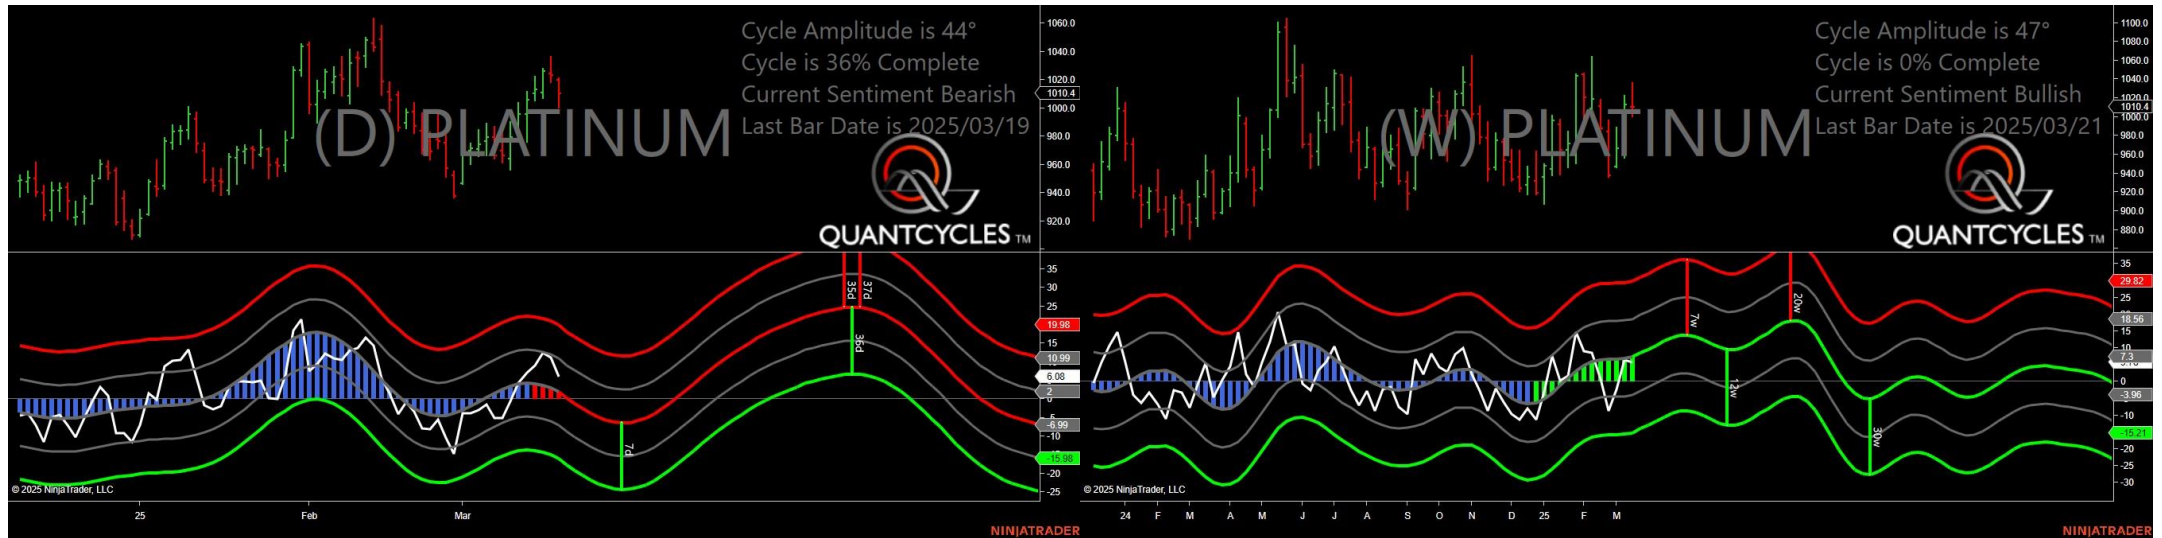 Cycle Amplitude is 44°
Cycle is 36% Complete
Current Sentiment Bearish
Last Bar Date is 2025/03/19
(D) PLATINUM
QUANTCYCLES TM
1060.0
1040.0
1020.0
1010.4
1000.0
980.0
960.0
940.0
920.0
35d
37d
36d
7d
35
30
25
19.98
15
10.99
6.08
2
-5
-6.99
-10
-15.98
-20
-25
© 2025 NinjaTrader, LLC
25 Feb Mar
NINJATRADER
Cycle Amplitude is 47°
Cycle is 0% Complete
Current Sentiment Bullish
Last Bar Date is 2025/03/21
(W) PLATINUM
QUANTCYCLES TM
1100.0
1080.0
1060.0
1040.0
1020.0
1010.4
1000.0
980.0
960.0
940.0
920.0
900.0
880.0
7w
20w
12w
30w
35
29.82
25
18.56
15
10
7.3
0
-3.96
-10
-15.21
-20
-25
-30
© 2025 NinjaTrader, LLC
24 F M A M J J A S O N D 25 F M
NINJATRADER